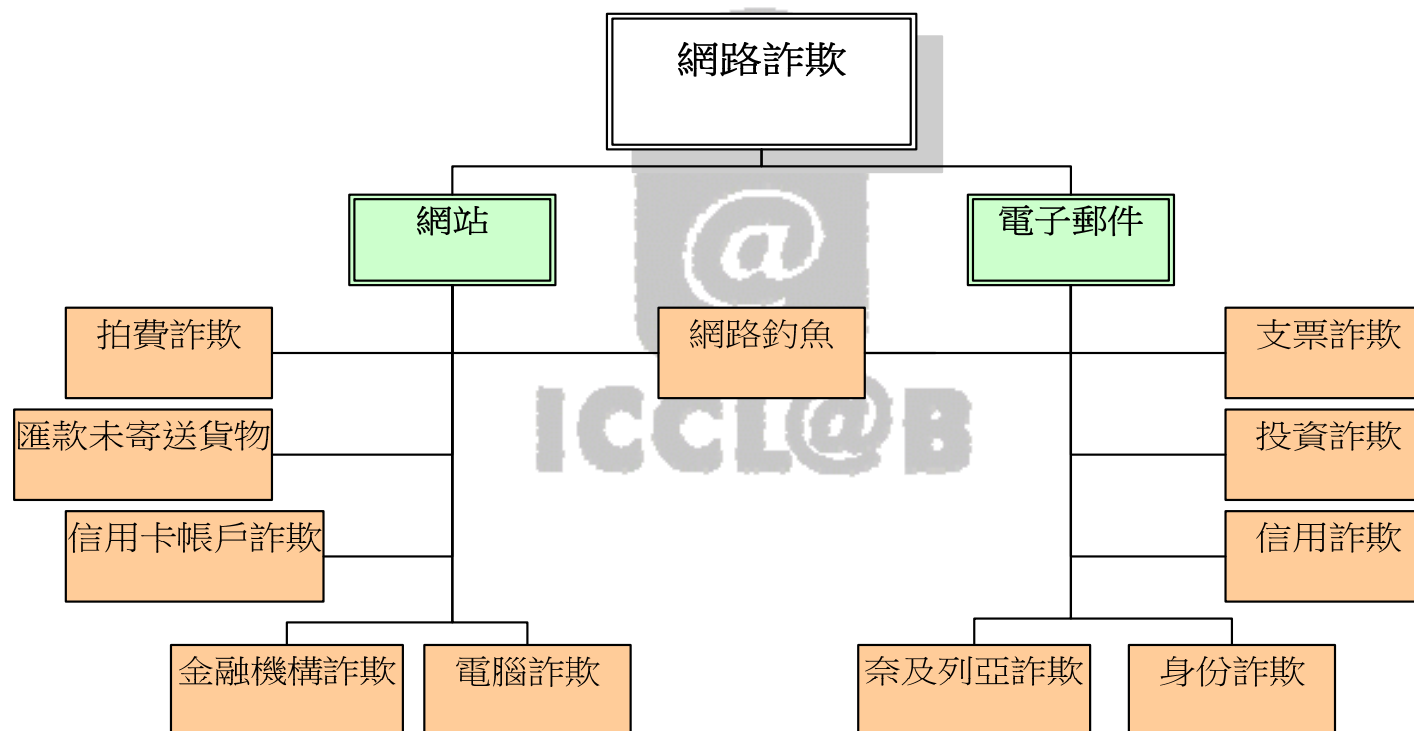 網路詐欺
網站
電子郵件
拍費詐欺
網路釣魚
支票詐欺
匯款未寄送貨物
投資詐欺
信用卡帳戶詐欺
信用詐欺
金融機構詐欺
電腦詐欺
奈及列亞詐欺
身份詐欺
@
ICCL@B